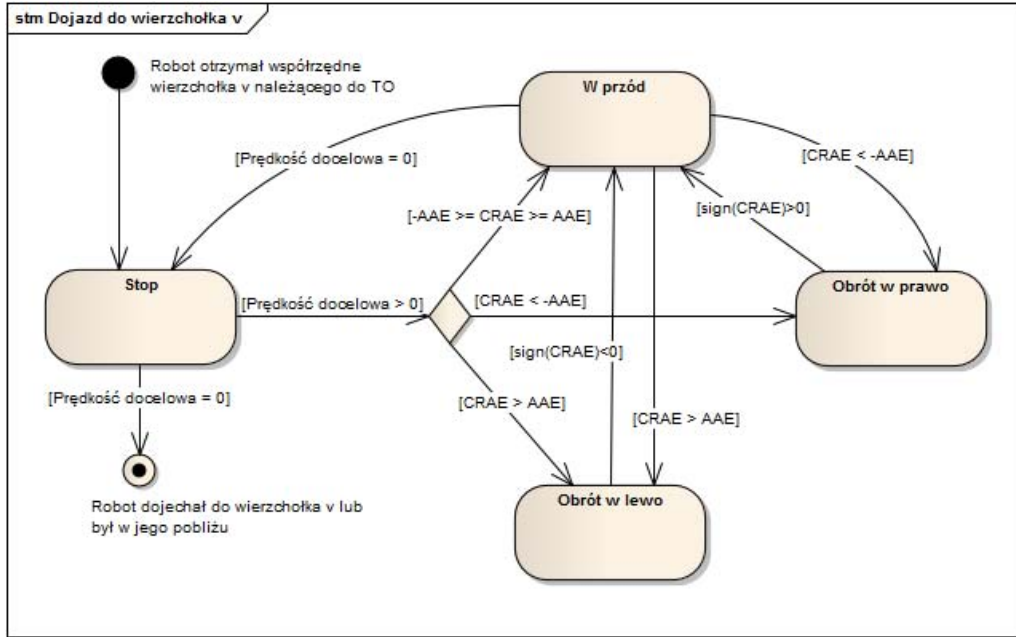 stm Dojazd do wierzchołka v
Robot otrzymał współrzędne
wierzchołka v należącego do TO
W przód
[Prędkość docelowa = 0]
[CRAE < -AAE]
[-AAE >= CRAE >= AAE]
[sign(CRAE)>0]
Stop
Obrót w prawo
[Prędkość docelowa > 0]
[CRAE < -AAE]
[sign(CRAE)<0]
[Prędkość docelowa = 0]
[CRAE > AAE]
[CRAE > AAE]
Obrót w lewo
Robot dojechał do wierzchołka v lub
był w jego pobliżu